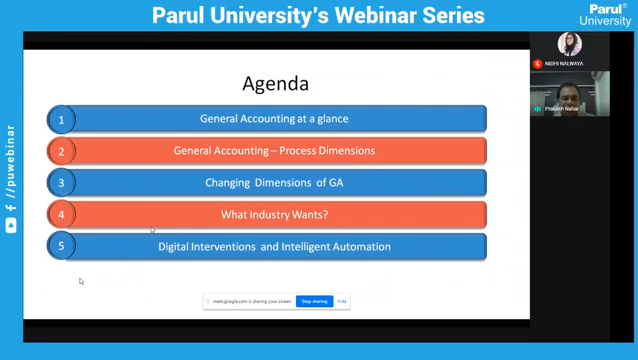 Parul University's Webinar Series
Parul®
University
/puwebinar
NIDHI NALWAYA
Prakash Nahar
Agenda
1 General Accounting at a glance
2 General Accounting – Process Dimensions
3 Changing Dimensions of GA
4 What Industry Wants?
5 Digital Interventions and Intelligent Automation
meet.google.com is sharing your screen. Stop sharing Hide